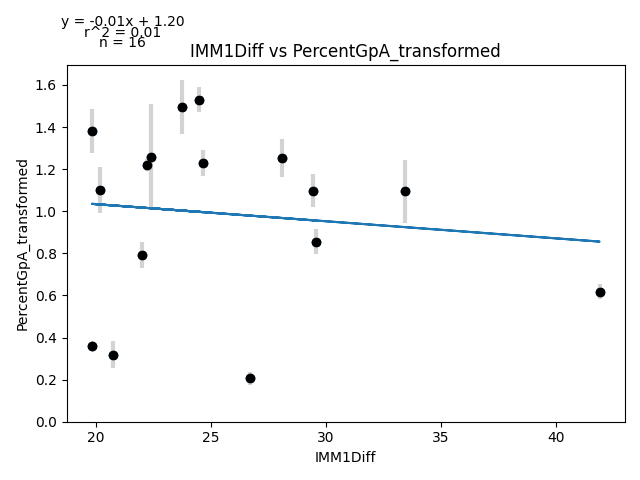 y = -0.01x + 1.20
r^2 = 0.01
n = 16
IMM1Diff vs PercentGpA_transformed
1.6
1.4
1.2
1.0
0.8
0.6
0.4
0.2
0.0
PercentGpA_transformed
20 25 30 35 40
IMM1Diff